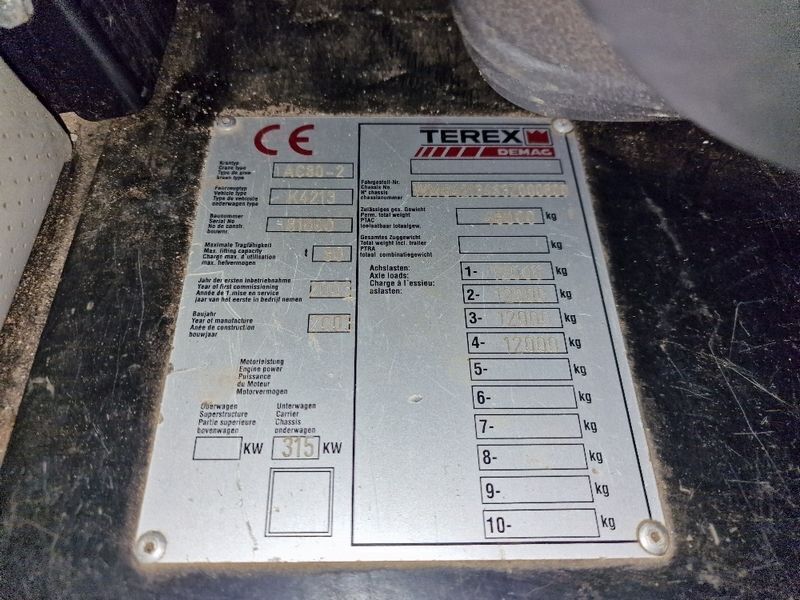 CE
Krantyp
Crane type
Type de grue
kraan type
Fahrzeugtyp
Vehicle type
Type de véhicule
onderwagen type
Baunummer
Serial No
No de constr.
bouwnr.
Maximale Tragfähigkeit
Max. lifting capacity
Charge max. d'utilisation
max. hefvermogen
t
Jahr der ersten Inbetriebnahme
Year of first commissioning
Année de 1.mise en service
jaar van het eerste in bedrijf nemen
Baujahr
Year of manufacture
Anée de construction
bouwjaar
Motorleistung
Engine power
Puissance
du Moteur
Motorvermogen
Oberwagen
Superstructure
Partie superieure
bovenwagen
KW
Unterwagen
Carrier
Chassis
onderwagen
315 KW
TEREX
DEMAG
Fahrgestell-Nr.
Chassis No.
N° chassis
chassisnummer
Zulässiges ges. Gewicht
Perm. total weight
PTAC
toelaatbaar totaalgew.
kg
Gesamtes Zuggewicht
Total weight incl. trailer
PTRA
totaal combinatiegewicht
kg
Achslasten:
Axle loads:
Charge à l'essieu:
aslasten:
1- kg
2- 12000 kg
3- 12000 kg
4- 12000 kg
5- kg
6- kg
7- kg
8- kg
9- kg
10- kg